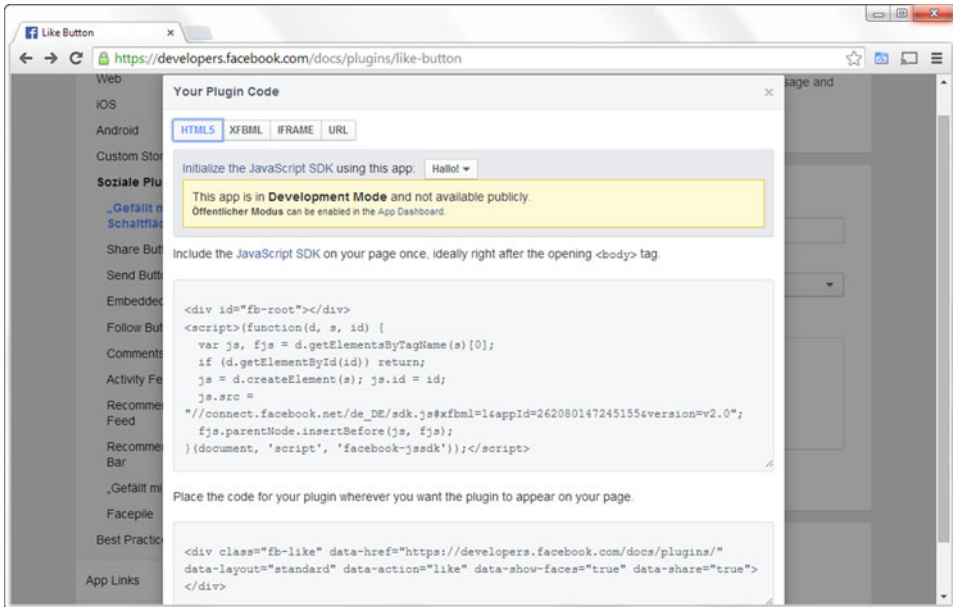 Like Button
https://developers.facebook.com/docs/plugins/like-button
Web
iOS
Android
Custom Stor
Soziale Plu
„Gefällt m
Schaltfläc
Share But
Send Butt
Embedded
Follow But
Comments
Activity Fe
Recomme
Feed
Recomme
Bar
„Gefällt mi
Facepile
Best Practic
App Links
sage and
Your Plugin Code
HTML5 XFBML IFRAME URL
Initialize the JavaScript SDK using this app: Hallo!
This app is in Development Mode and not available publicly.
Öffentlicher Modus can be enabled in the App Dashboard.
Include the JavaScript SDK on your page once, ideally right after the opening <body> tag.
<div id="fb-root"></div>
<script>(function(d, s, id) {
var js, fjs = d.getElementsByTagName(s)[0];
if (d.getElementById(id)) return;
js = d.createElement(s); js.id = id;
js.src =
"//connect.facebook.net/de_DE/sdk.js#xfbml=1&appId=262080147245155&version=v2.0";
fjs.parentNode.insertBefore(js, fjs);
}(document, 'script', 'facebook-jssdk'));</script>
Place the code for your plugin wherever you want the plugin to appear on your page.
<div class="fb-like" data-href="https://developers.facebook.com/docs/plugins/"
data-layout="standard" data-action="like" data-show-faces="true" data-share="true">
</div>